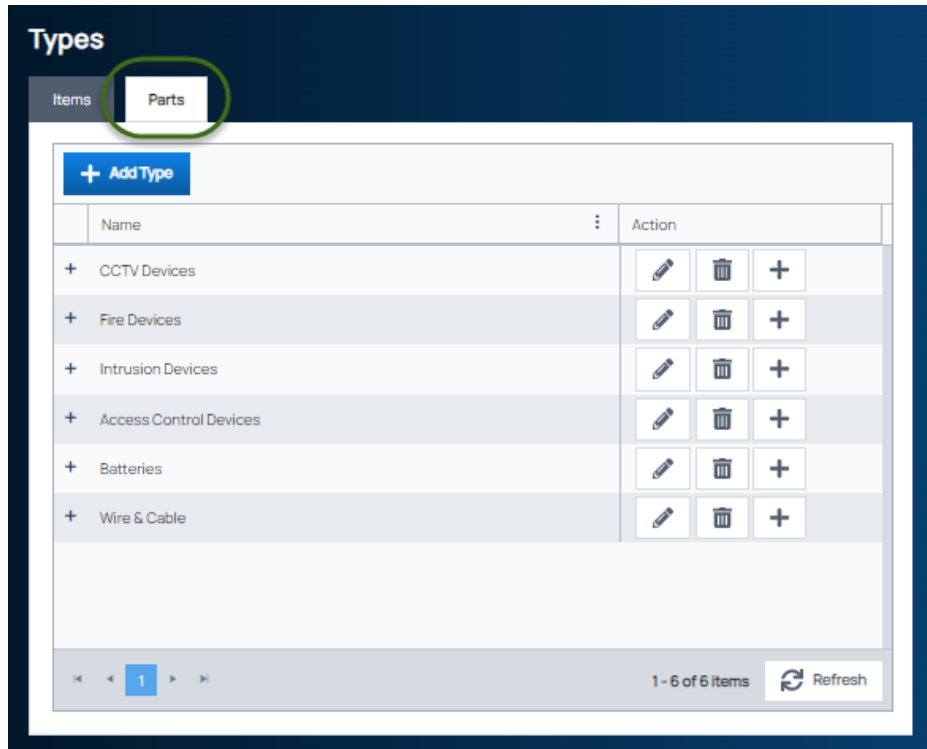 Types
Items Parts
+ Add Type
Name Action
+ CCTV Devices
+ Fire Devices
+ Intrusion Devices
+ Access Control Devices
+ Batteries
+ Wire & Cable
1 1 - 6 of 6 items Refresh